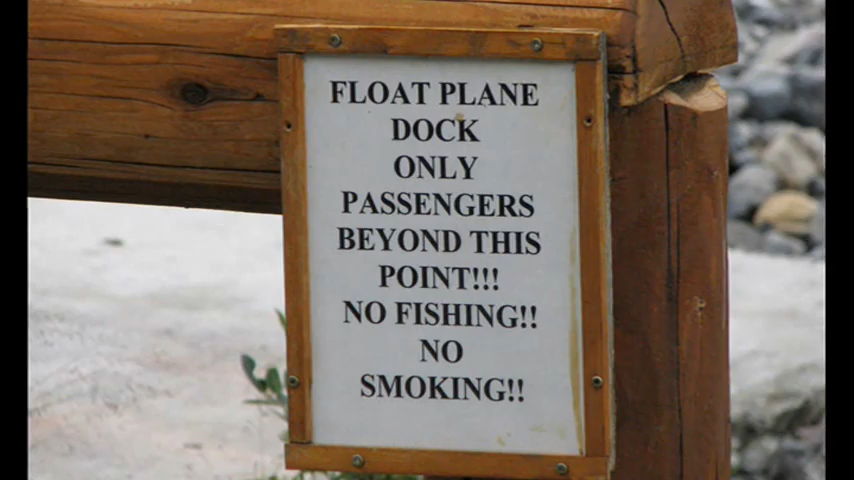 FLOAT PLANE
DOCK
ONLY
PASSENGERS
BEYOND THIS
POINT!!!
NO FISHING!!
NO
SMOKING!!